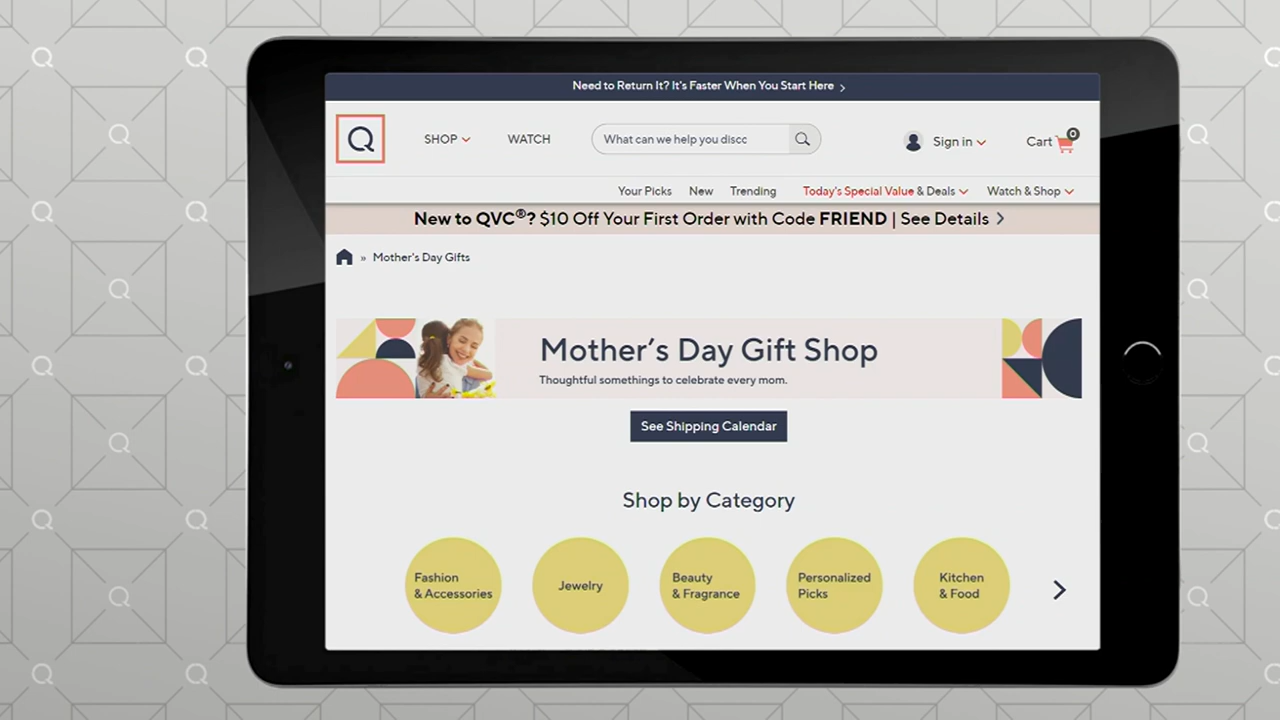 Need to Return It? It's Faster When You Start Here
Q
SHOP
WATCH
What can we help you discc
Sign in
Cart
0
Your Picks
New
Trending
Today's Special Value & Deals
Watch & Shop
New to QVC®? $10 Off Your First Order with Code FRIEND | See Details
» Mother's Day Gifts
Mother's Day Gift Shop
Thoughtful somethings to celebrate every mom.
See Shipping Calendar
Shop by Category
Fashion
& Accessories
Jewelry
Beauty
& Fragrance
Personalized
Picks
Kitchen
& Food